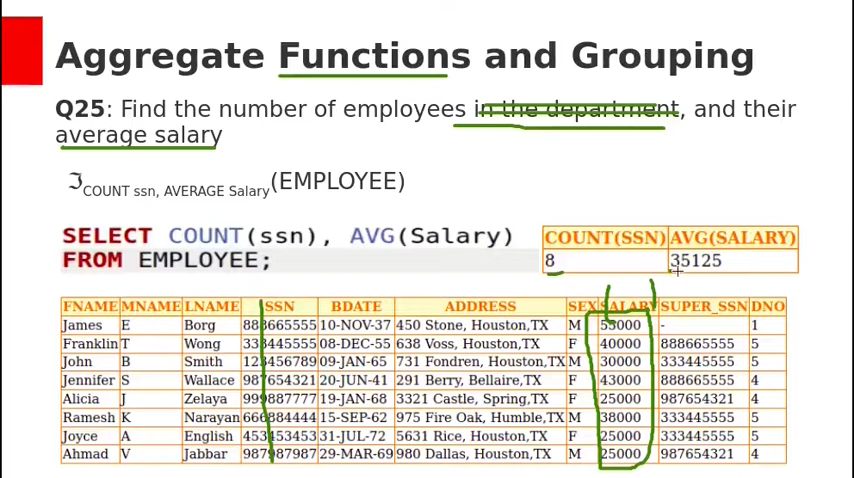 Aggregate Functions and Grouping
Q25: Find the number of employees in the department, and their
average salary
ℑCOUNT ssn, AVERAGE Salary(EMPLOYEE)
SELECT COUNT(ssn), AVG(Salary)
FROM EMPLOYEE;
COUNT(SSN) AVG(SALARY)
8 35125
FNAME MNAME LNAME SSN BDATE ADDRESS SEX SALARY SUPER_SSN DNO
James E Borg 888665555 10-NOV-37 450 Stone, Houston,TX M 55000 - 1
Franklin T Wong 333445555 08-DEC-55 638 Voss, Houston,TX F 40000 888665555 5
John B Smith 123456789 09-JAN-65 731 Fondren, Houston,TX M 30000 333445555 5
Jennifer S Wallace 987654321 20-JUN-41 291 Berry, Bellaire,TX F 43000 888665555 4
Alicia J Zelaya 999887777 19-JAN-68 3321 Castle, Spring,TX F 25000 987654321 4
Ramesh K Narayan 666884444 15-SEP-62 975 Fire Oak, Humble,TX M 38000 333445555 5
Joyce A English 453453453 31-JUL-72 5631 Rice, Houston,TX F 25000 333445555 5
Ahmad V Jabbar 987987987 29-MAR-69 980 Dallas, Houston,TX M 25000 987654321 4